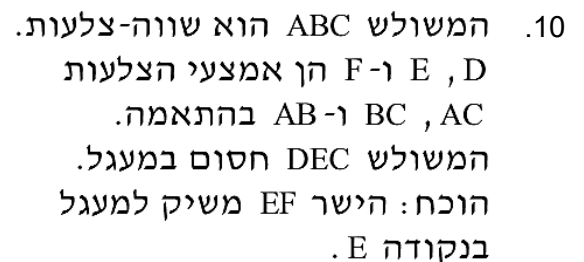 10. המשולש ABC הוא שווה-צלעות.
D, E ו-F הן אמצעי הצלעות
AC, BC ו-AB בהתאמה.
המשולש DEC חסום במעגל.
הוכח: הישר EF משיק למעגל
בנקודה E.